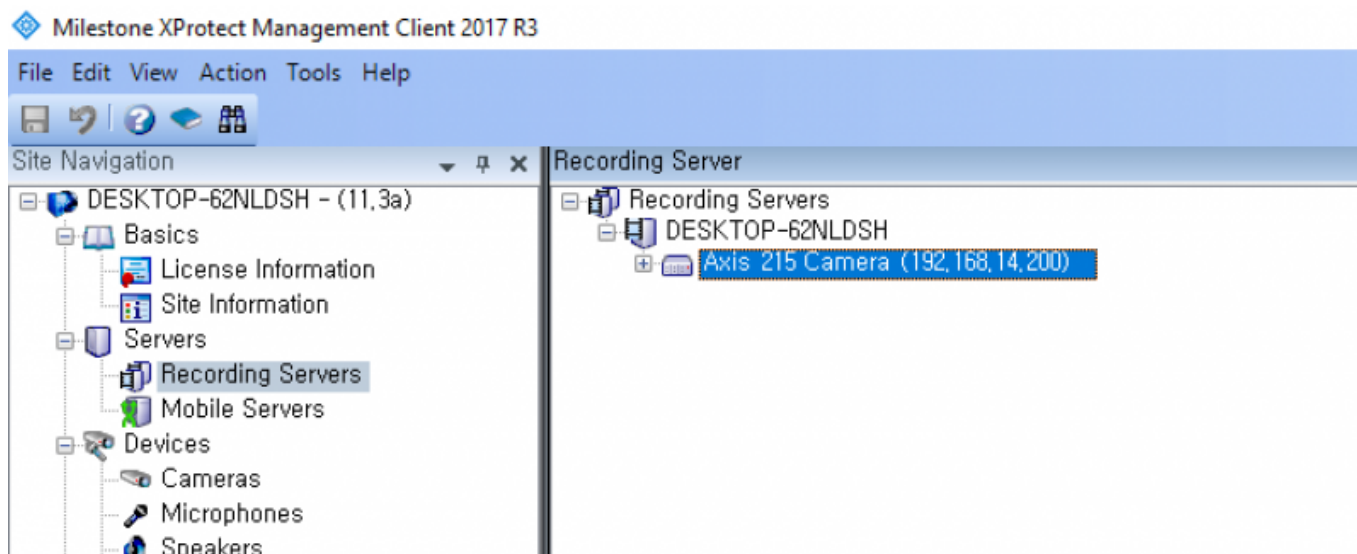 Milestone XProtect Management Client 2017 R3
File Edit View Action Tools Help
Site Navigation
DESKTOP-62NLDSH - (11,3a)
Basics
License Information
Site Information
Servers
Recording Servers
Mobile Servers
Devices
Cameras
Microphones
Speakers
Recording Server
Recording Servers
DESKTOP-62NLDSH
Axis 215 Camera (192,168,14,200)